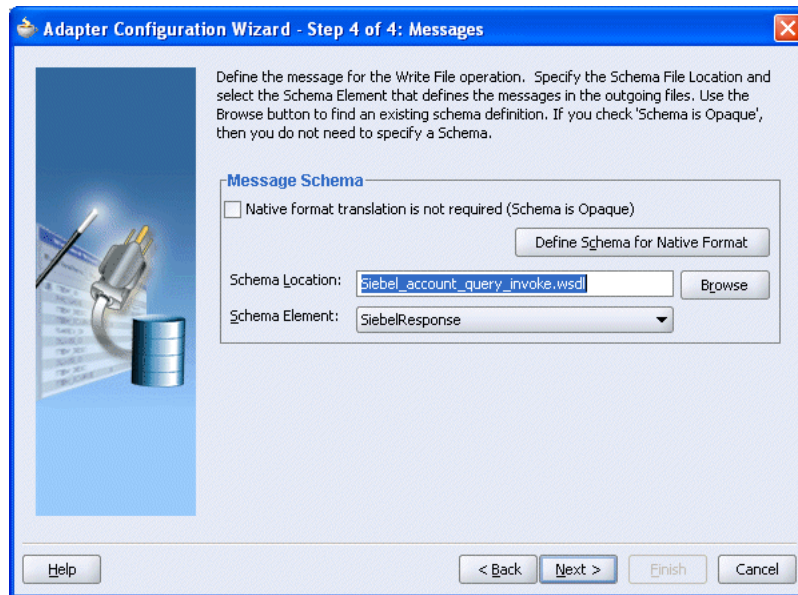 Adapter Configuration Wizard - Step 4 of 4: Messages
Define the message for the Write File operation.  Specify the Schema File Location and
select the Schema Element that defines the messages in the outgoing files. Use the
Browse button to find an existing schema definition. If you check 'Schema is Opaque',
then you do not need to specify a Schema.
Message Schema
Native format translation is not required (Schema is Opaque)
Define Schema for Native Format
Schema Location: Siebel_account_query_invoke.wsdl Browse
Schema Element: SiebelResponse
Help < Back Next > Finish Cancel